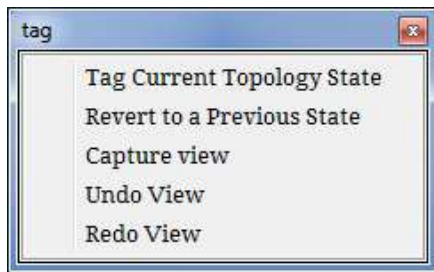 tag
Tag Current Topology State
Revert to a Previous State
Capture view
Undo View
Redo View